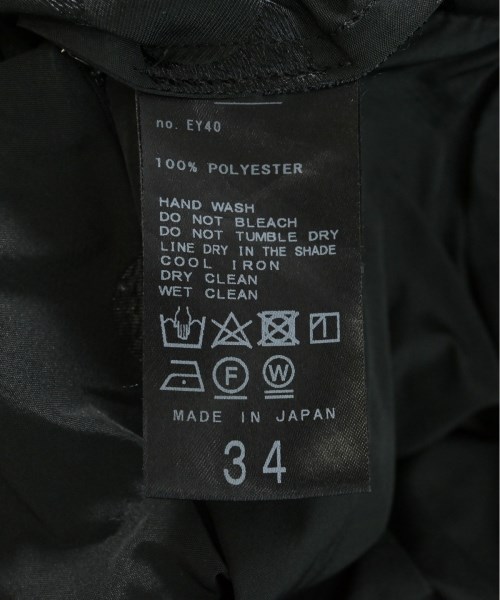 no. EY40
100% POLYESTER
HAND WASH
DO NOT BLEACH
DO NOT TUMBLE DRY
LINE DRY IN THE SHADE
COOL IRON
DRY CLEAN
WET CLEAN
F W
MADE IN JAPAN
34